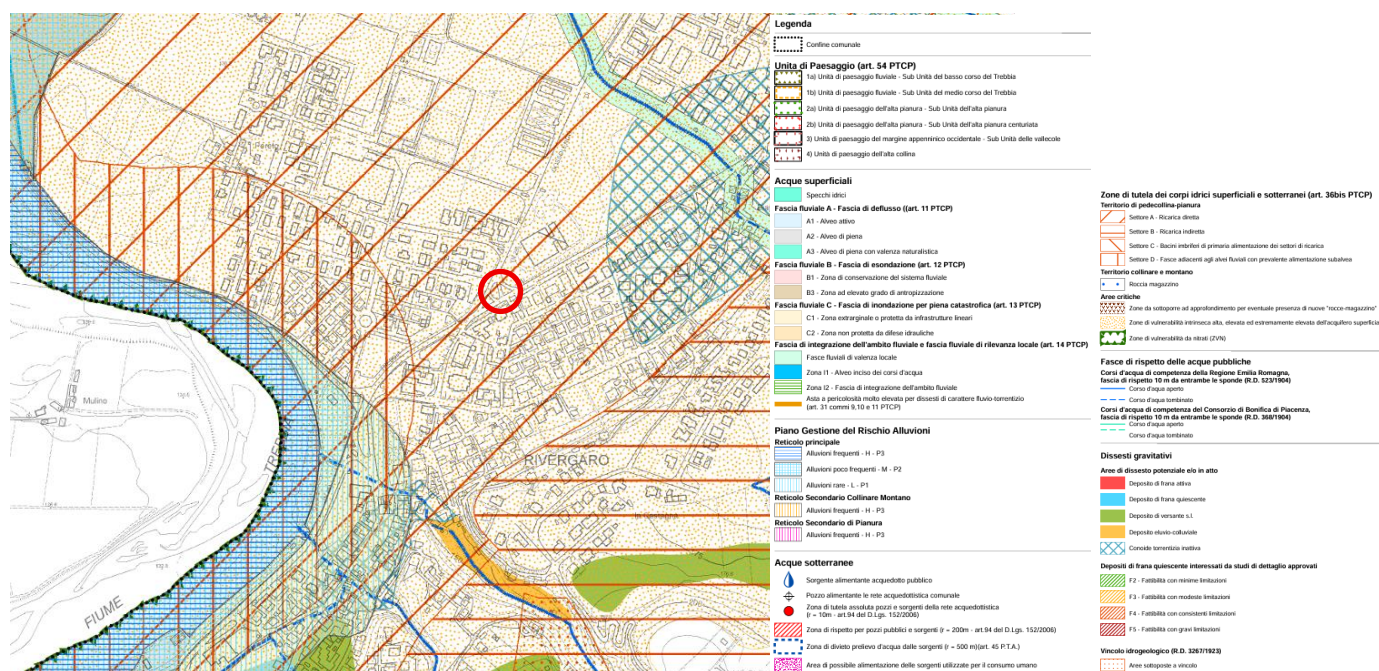 Pereto
Mulino
RIVERGARO
FIUME
Legenda
Confine comunale
Unità di Paesaggio (art. 54 PTCP)
1a) Unità di paesaggio fluviale - Sub Unità del basso corso del Trebbia
1b) Unità di paesaggio fluviale - Sub Unità del medio corso del Trebbia
2a) Unità di paesaggio dell'alta pianura - Sub Unità dell'alta pianura
2b) Unità di paesaggio dell'alta pianura - Sub Unità dell'alta pianura centuriata
3) Unità di paesaggio del margine appenninico occidentale - Sub Unità delle vallecole
4) Unità di paesaggio dell'alta collina
Acque superficiali
Specchi idrici
Fascia fluviale A - Fascia di deflusso ((art. 11 PTCP)
A1 - Alveo attivo
A2 - Alveo di piena
A3 - Alveo di piena con valenza naturalistica
Fascia fluviale B - Fascia di esondazione (art. 12 PTCP)
B1 - Zona di conservazione del sistema fluviale
B3 - Zona ad elevato grado di antropizzazione
Fascia fluviale C - Fascia di inondazione per piena catastrofica (art. 13 PTCP)
C1 - Zona extrarginale o protetta da infrastrutture lineari
C2 - Zona non protetta da difese idrauliche
Fascia di integrazione dell'ambito fluviale e fascia fluviale di rilevanza locale (art. 14 PTCP)
Fasce fluviali di valenza locale
Zona I1 - Alveo inciso dei corsi d'acqua
Zona I2 - Fascia di integrazione dell'ambito fluviale
Asta a pericolosità molto elevata per dissesti di carattere fluvio-torrentizio
(art. 31 commi 9,10 e 11 PTCP)
Piano Gestione del Rischio Alluvioni
Reticolo principale
Alluvioni frequenti - H - P3
Alluvioni poco frequenti - M - P2
Alluvioni rare - L - P1
Reticolo Secondario Collinare Montano
Alluvioni frequenti - H - P3
Reticolo Secondario di Pianura
Alluvioni frequenti - H - P3
Acque sotterranee
Sorgente alimentante acquedotto pubblico
Pozzo alimentante le rete acquedottistica comunale
Zona di tutela assoluta pozzi e sorgenti della rete acquedottistica
(r = 10m - art.94 del D.Lgs. 152/2006)
Zona di rispetto per pozzi pubblici e sorgenti (r = 200m - art.94 del D.Lgs. 152/2006)
Zona di divieto prelievo d'acqua dalle sorgenti (r = 500 m)(art. 45 P.T.A.)
Area di possibile alimentazione delle sorgenti utilizzate per il consumo umano
Zone di tutela dei corpi idrici superficiali e sotterranei (art. 36bis PTCP)
Territorio di pedecollina-pianura
Settore A - Ricarica diretta
Settore B - Ricarica indiretta
Settore C - Bacini imbriferi di primaria alimentazione dei settori di ricarica
Settore D - Fasce adiacenti agli alvei fluviali con prevalente alimentazione subalvea
Territorio collinare e montano
Roccia magazzino
Aree critiche
Zone da sottoporre ad approfondimento per eventuale presenza di nuove "rocce-magazzino"
Zone di vulnerabilità intrinseca alta, elevata ed estremamente elevata dell'acquifero superficia
Zone di vulnerabilità da nitrati (ZVN)
Fasce di rispetto delle acque pubbliche
Corsi d'acqua di competenza della Regione Emilia Romagna,
fascia di rispetto 10 m da entrambe le sponde (R.D. 523/1904)
Corso d'aqua aperto
Corso d'aqua tombinato
Corsi d'acqua di competenza del Consorzio di Bonifica di Piacenza,
fascia di rispetto 10 m da entrambe le sponde (R.D. 368/1904)
Corso d'aqua aperto
Corso d'aqua tombinato
Dissesti gravitativi
Aree di dissesto potenziale e/o in atto
Deposito di frana attiva
Deposito di frana quiescente
Deposito di versante s.l.
Deposito eluvio-colluviale
Conoide torrentizia inattiva
Depositi di frana quiescente interessati da studi di dettaglio approvati
F2 - Fattibilità con minime limitazioni
F3 - Fattibilità con modeste limitazioni
F4 - Fattibilità con consistenti limitazioni
F5 - Fattibilità con gravi limitazioni
Vincolo idrogeologico (R.D. 3267/1923)
Aree sottoposte a vincolo